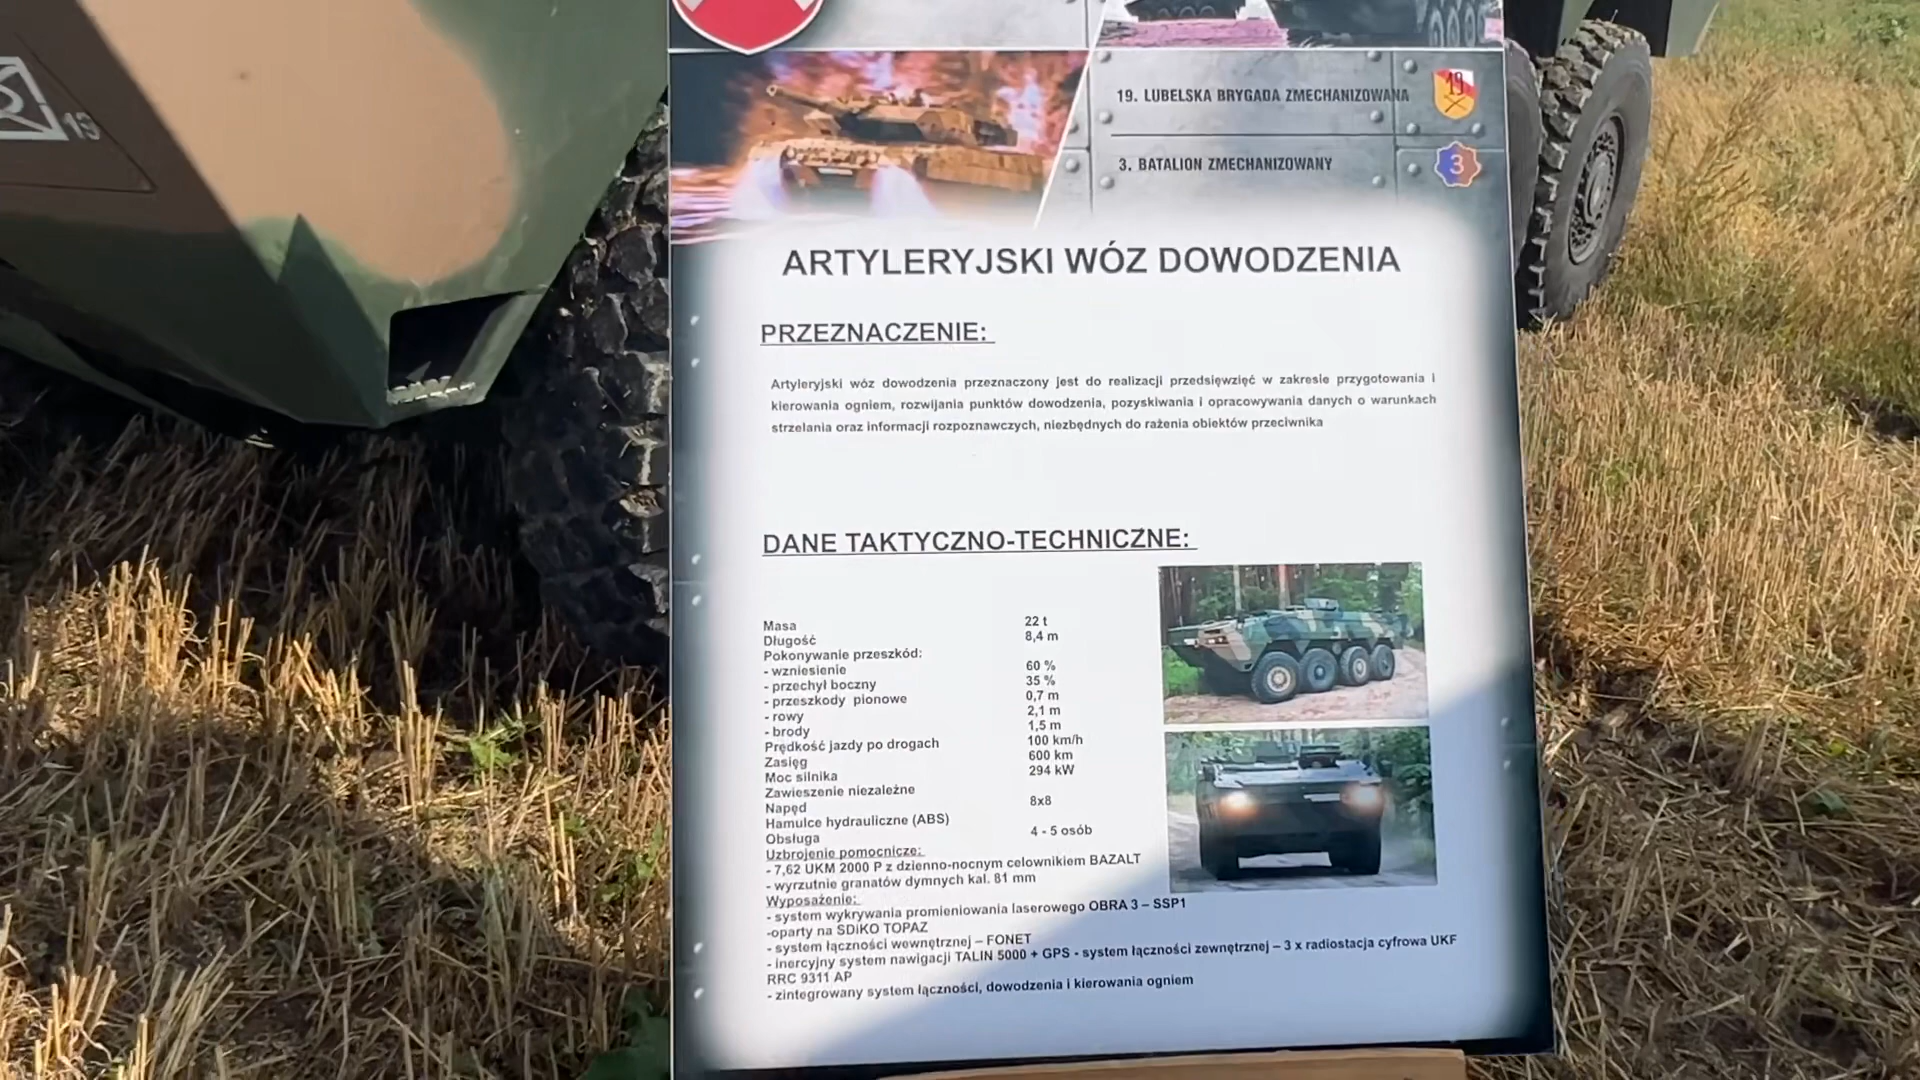 19
19. LUBELSKA BRYGADA ZMECHANIZOWANA
19
3. BATALION ZMECHANIZOWANY
3
ARTYLERYJSKI WÓZ DOWODZENIA
PRZEZNACZENIE:
Artyleryjski wóz dowodzenia przeznaczony jest do realizacji przedsięwzięć w zakresie przygotowania i
kierowania ogniem, rozwijania punktów dowodzenia, pozyskiwania i opracowywania danych o warunkach
strzelania oraz informacji rozpoznawczych, niezbędnych do rażenia obiektów przeciwnika
DANE TAKTYCZNO-TECHNICZNE:
Masa 22 t
Długość 8,4 m
Pokonywanie przeszkód:
- wzniesienie 60 %
- przechył boczny 35 %
- przeszkody pionowe 0,7 m
- rowy 2,1 m
- brody 1,5 m
Prędkość jazdy po drogach 100 km/h
Zasięg 600 km
Moc silnika 294 kW
Zawieszenie niezależne
Napęd 8x8
Hamulce hydrauliczne (ABS)
Obsługa 4 - 5 osób
Uzbrojenie pomocnicze:
- 7,62 UKM 2000 P z dzienno-nocnym celownikiem BAZALT
- wyrzutnie granatów dymnych kal. 81 mm
Wyposażenie:
- system wykrywania promieniowania laserowego OBRA 3 – SSP1
-oparty na SDiKO TOPAZ
- system łączności wewnętrznej – FONET
- inercyjny system nawigacji TALIN 5000 + GPS - system łączności zewnętrznej – 3 x radiostacja cyfrowa UKF
RRC 9311 AP
- zintegrowany system łączności, dowodzenia i kierowania ogniem